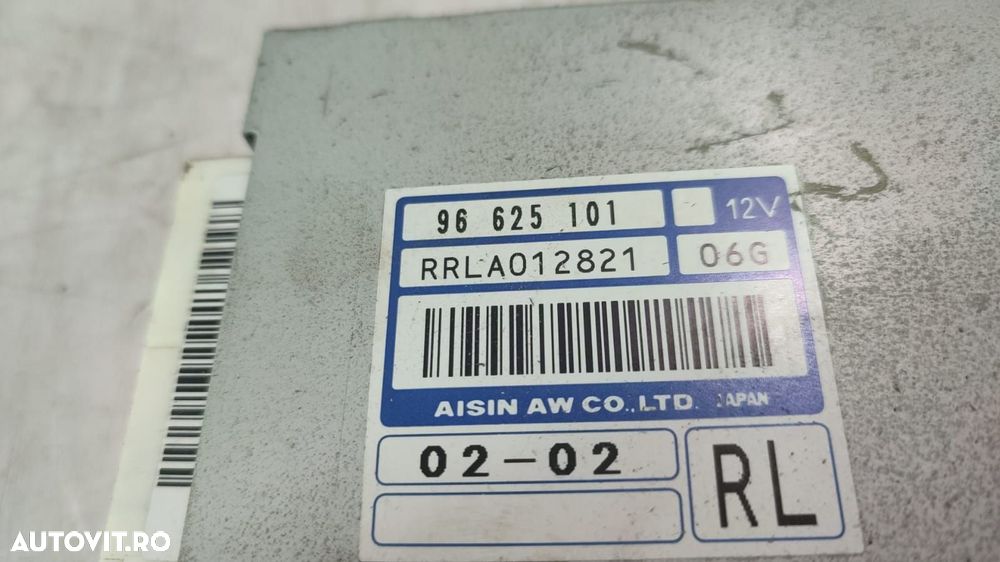 96 625 101
12V
RRLA012821
06G
AISIN AW CO., LTD. JAPAN
02-02
RL
AUTOVIT.RO